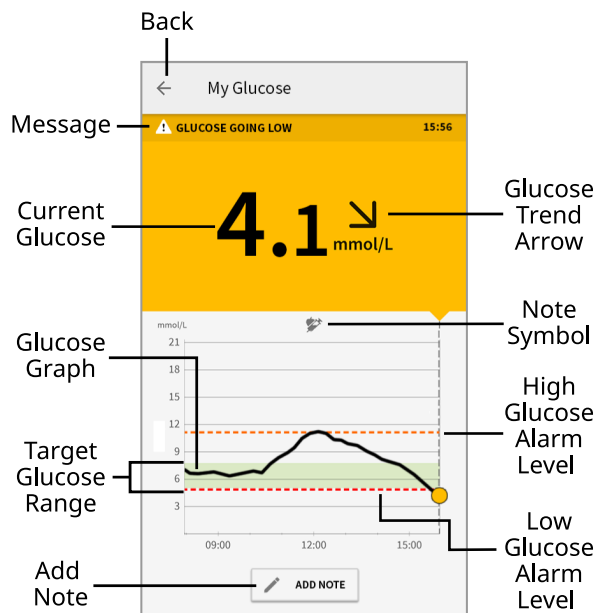 Back
My Glucose
Message
GLUCOSE GOING LOW 15:56
Current
Glucose
4.1
mmol/L
Glucose
Trend
Arrow
Note
Symbol
mmol/L
Glucose
Graph
21
18
15
12
9
6
3
High
Glucose
Alarm
Level
Target
Glucose
Range
Low
Glucose
Alarm
Level
09:00 12:00 15:00
Add
Note
ADD NOTE